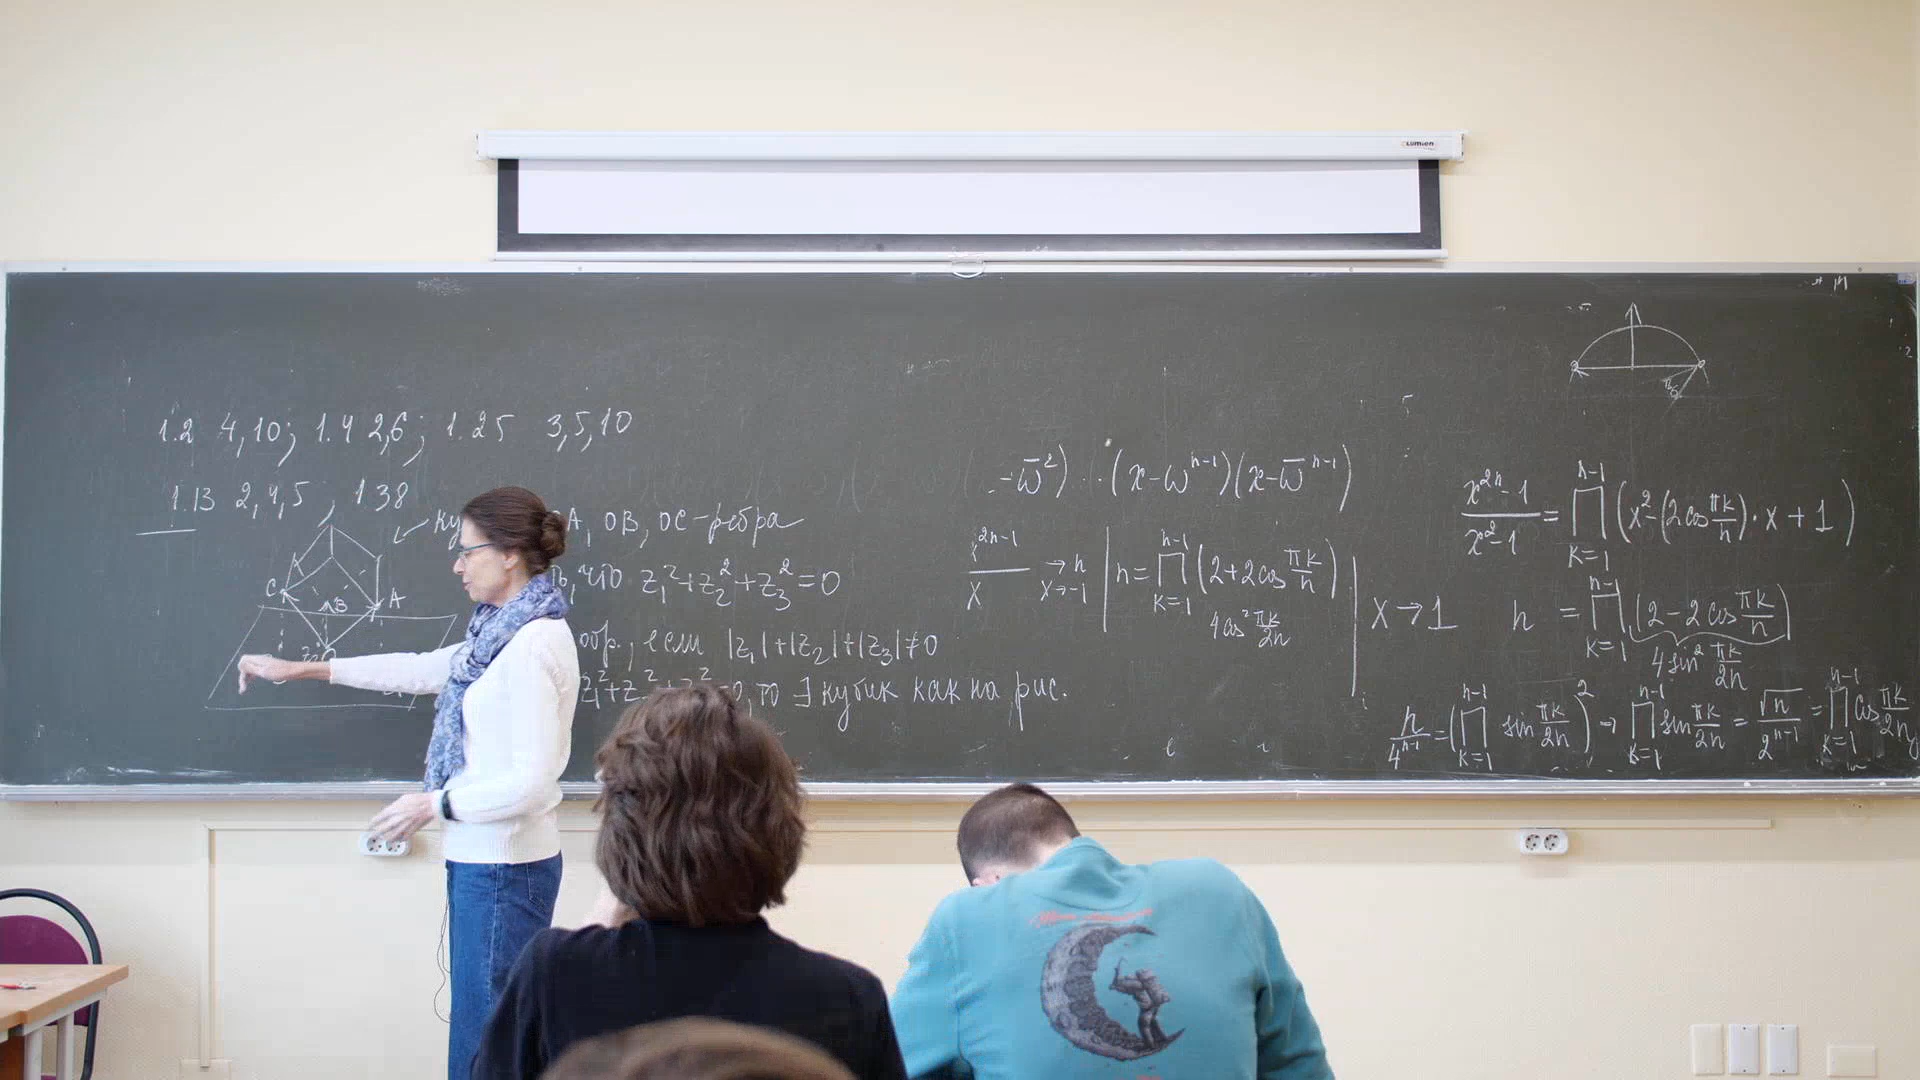 LUMIEN
1.2 4,10; 1.4 2,6; 1.25 3,5,10
1.13 2,4,5 ; 1.38
A, OB, OC-ребра
что z₁²+z₂²+z₃²=0
C B A
если |z₁|+|z₂|+|z₃|≠0
то ∃ кубик как на рис.
-ω̄²)...(x-ωⁿ⁻¹)(x-ω̄ⁿ⁻¹)
x→-1 → n | n = ∏_{k=1}^{n-1} (2+2cos πk/n)
4cos² πk/2n
(x²ⁿ-1)/(x²-1) = ∏_{k=1}^{n-1} (x²-(2cos πk/n)·x+1)
x→1 n = ∏_{k=1}^{n-1} (2-2cos πk/n)
4sin² πk/2n
n/4ⁿ⁻¹ = (∏_{k=1}^{n-1} sin πk/2n)² → ∏_{k=1}^{n-1} sin πk/2n = √n/2ⁿ⁻¹ = ∏_{k=1}^{n-1} cos πk/2n